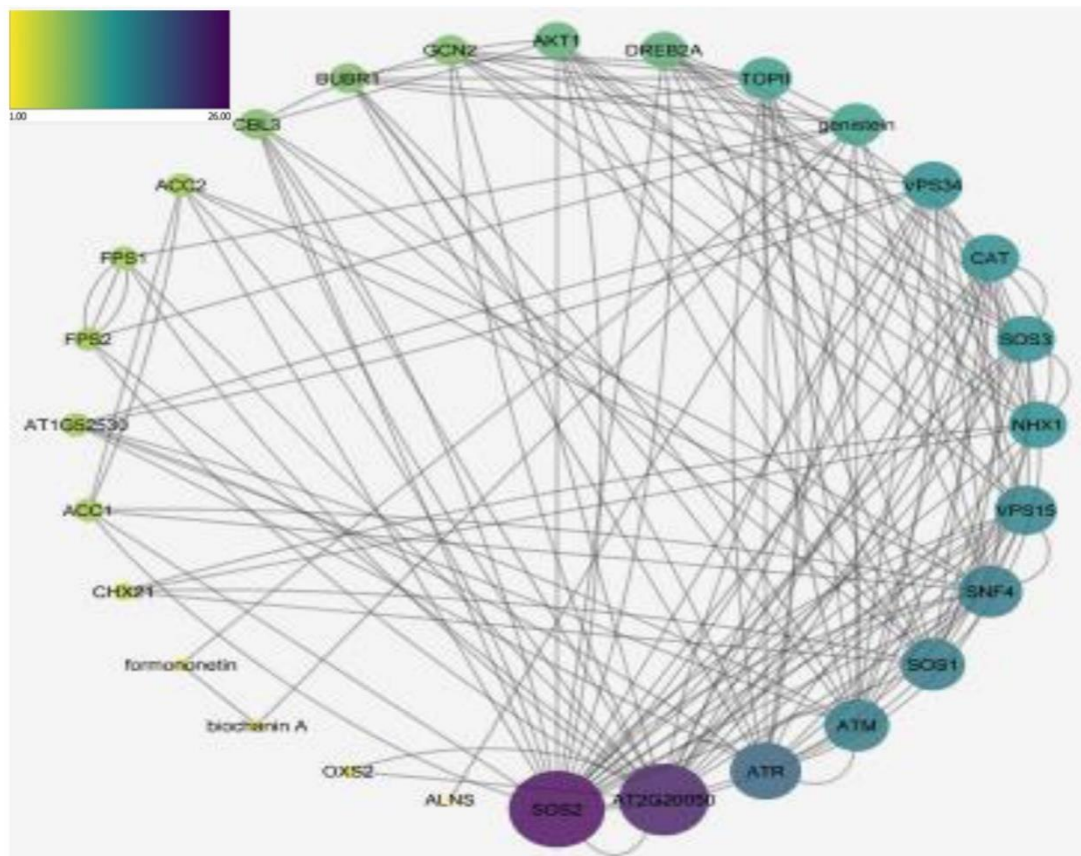 1.00 26.00
GCN2
AKT1
DREB2A
BUBR1
TOPII
CBL3
genistein
ACC2
VPS34
FPS1
CAT
FPS2
SOS3
AT1G52530
NHX1
ACC1
VPS15
CHX21
SNF4
formononetin
SOS1
biochanin A
ATM
OXS2
ALNS
SOS2
AT2G20050
ATR